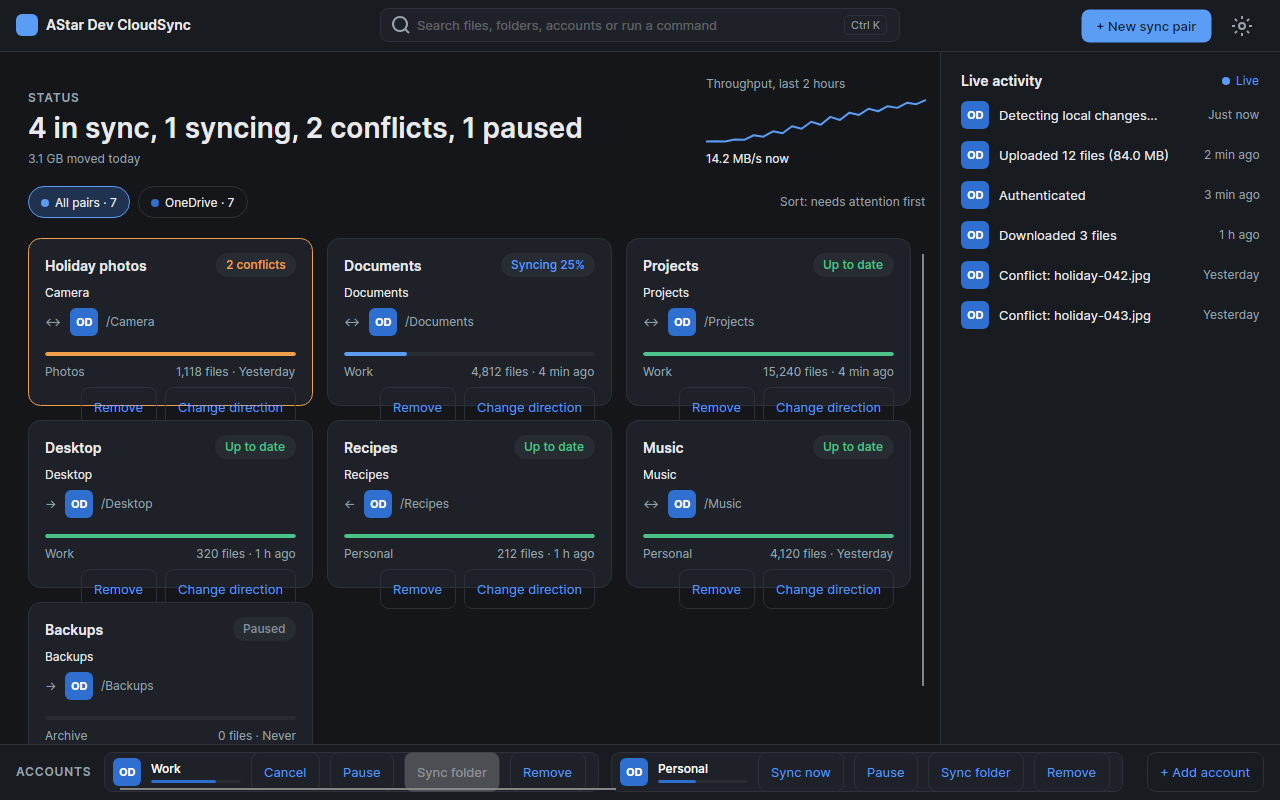 AStar Dev CloudSync
Search files, folders, accounts or run a command
Ctrl K
+ New sync pair
STATUS
4 in sync, 1 syncing, 2 conflicts, 1 paused
3.1 GB moved today
Throughput, last 2 hours
14.2 MB/s now
All pairs · 7
OneDrive · 7
Sort: needs attention first
Holiday photos
2 conflicts
Camera
↔ OD /Camera
Photos
1,118 files · Yesterday
Remove
Change direction
Documents
Syncing 25%
Documents
↔ OD /Documents
Work
4,812 files · 4 min ago
Remove
Change direction
Projects
Up to date
Projects
↔ OD /Projects
Work
15,240 files · 4 min ago
Remove
Change direction
Desktop
Up to date
Desktop
→ OD /Desktop
Work
320 files · 1 h ago
Remove
Change direction
Recipes
Up to date
Recipes
← OD /Recipes
Personal
212 files · 1 h ago
Remove
Change direction
Music
Up to date
Music
↔ OD /Music
Personal
4,120 files · Yesterday
Remove
Change direction
Backups
Paused
Backups
→ OD /Backups
Archive
0 files · Never
Live activity
Live
OD Detecting local changes... Just now
OD Uploaded 12 files (84.0 MB) 2 min ago
OD Authenticated 3 min ago
OD Downloaded 3 files 1 h ago
OD Conflict: holiday-042.jpg Yesterday
OD Conflict: holiday-043.jpg Yesterday
ACCOUNTS
OD Work
Cancel
Pause
Sync folder
Remove
OD Personal
Sync now
Pause
Sync folder
Remove
+ Add account